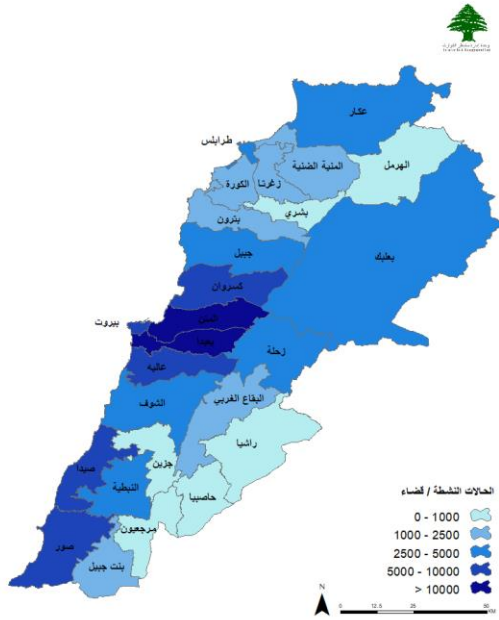 عكار
طرابلس
المنية الضنية
الهرمل
زغرتا
الكورة
بشري
بترون
جبيل
بعلبك
كسروان
المتن
بيروت
بعبدا
زحلة
عاليه
الشوف
البقاع الغربي
راشيا
صيدا
جزين
النبطية
حاصبيا
مرجعيون
صور
بنت جبيل
الحالات النشطة / قضاء
0 - 1000
1000 - 2500
2500 - 5000
5000 - 10000
> 10000
N
0 12.5 25 50
KM